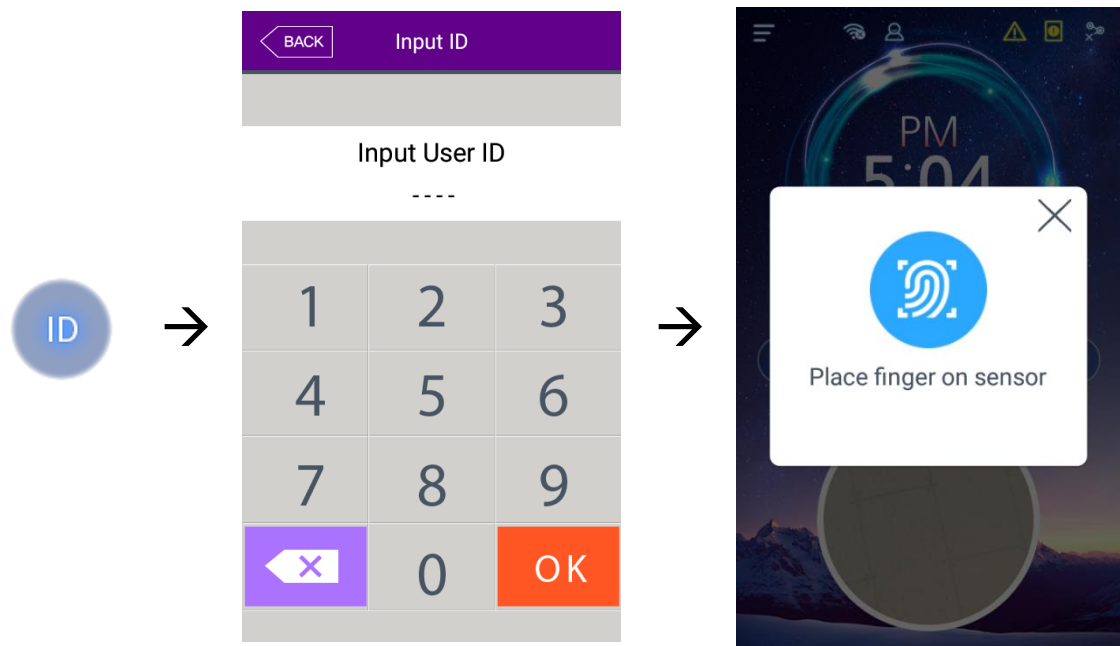 ID
BACK
Input ID
Input User ID
----
1 2 3
4 5 6
7 8 9
0 OK
PM
5:04
Place finger on sensor